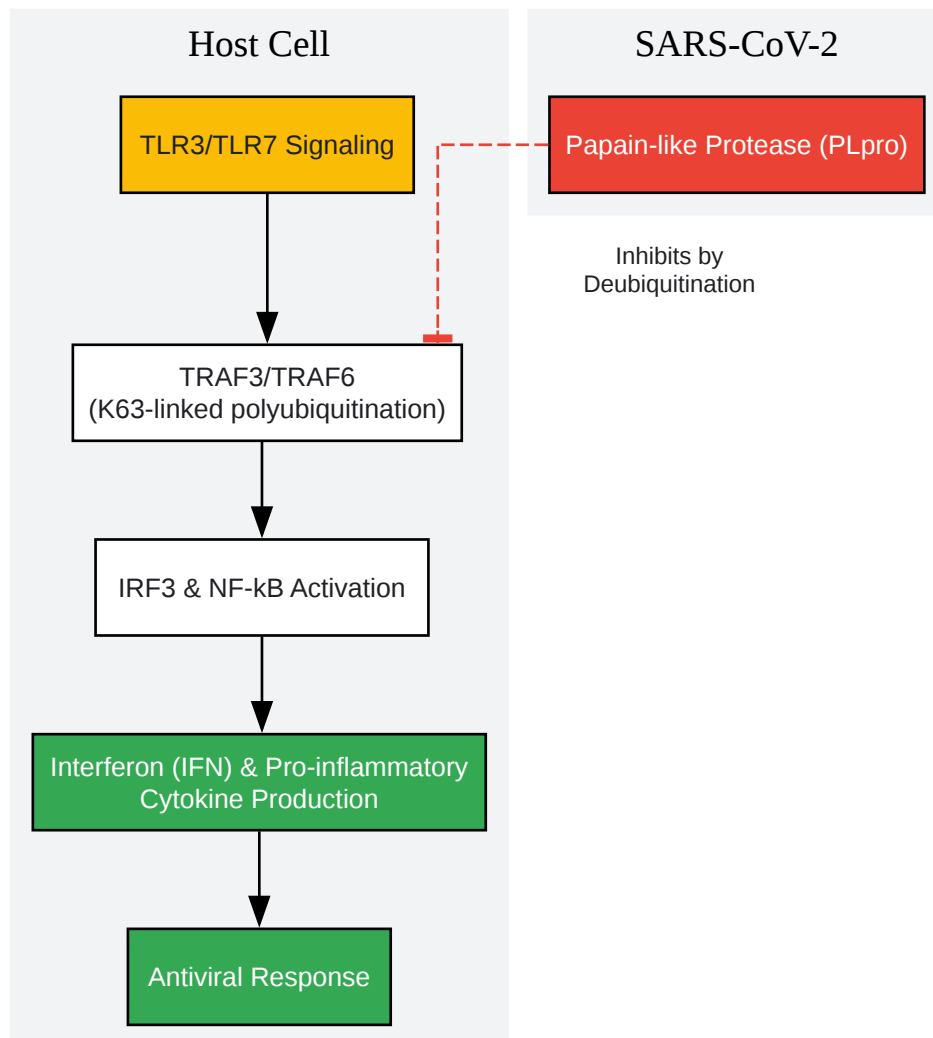 Host Cell
SARS-CoV-2
TLR3/TLR7 Signaling
Papain-like Protease (PLpro)
Inhibits by
Deubiquitination
TRAF3/TRAF6
(K63-linked polyubiquitination)
IRF3 & NF-kB Activation
Interferon (IFN) & Pro-inflammatory
Cytokine Production
Antiviral Response